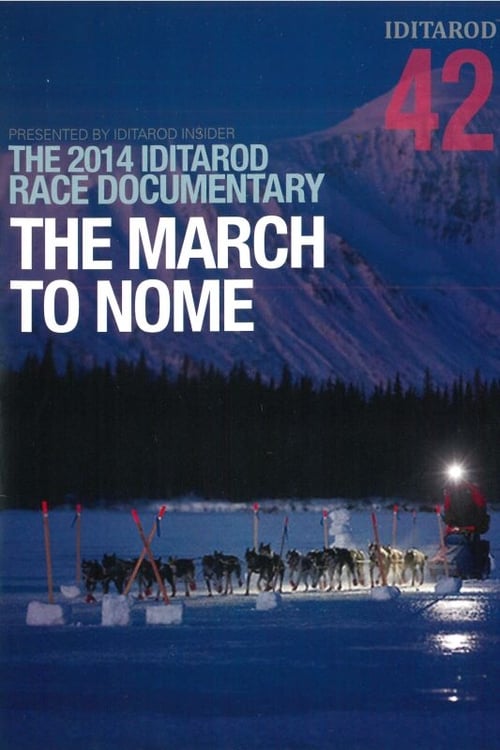 IDITAROD
42
PRESENTED BY IDITAROD INSIDER
THE 2014 IDITAROD
RACE DOCUMENTARY
THE MARCH
TO NOME